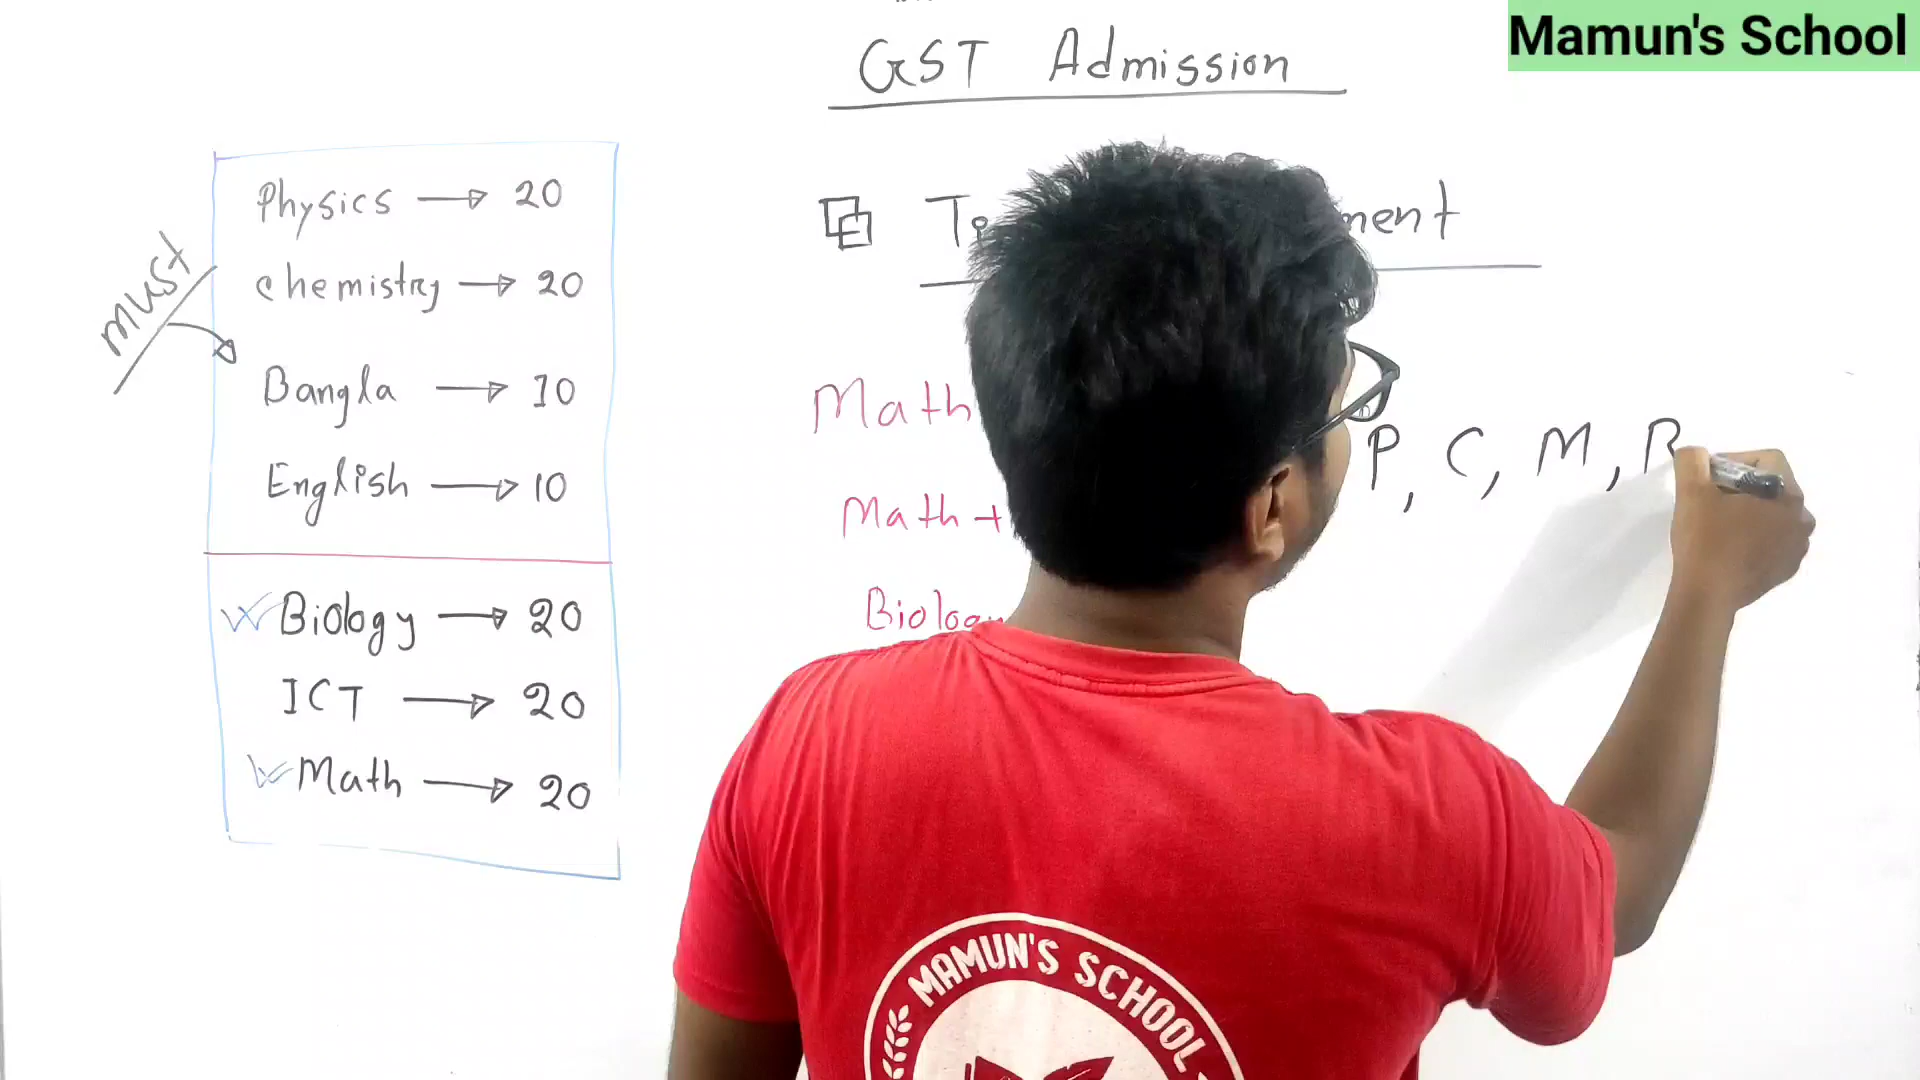 Mamun's School
GST Admission
Physics → 20
chemistry → 20
Bangla → 10
English → 10
must
Biology → 20
ICT → 20
Math → 20
Math
Math +
Biology
P, C, M, B
MAMUN'S SCHOOL